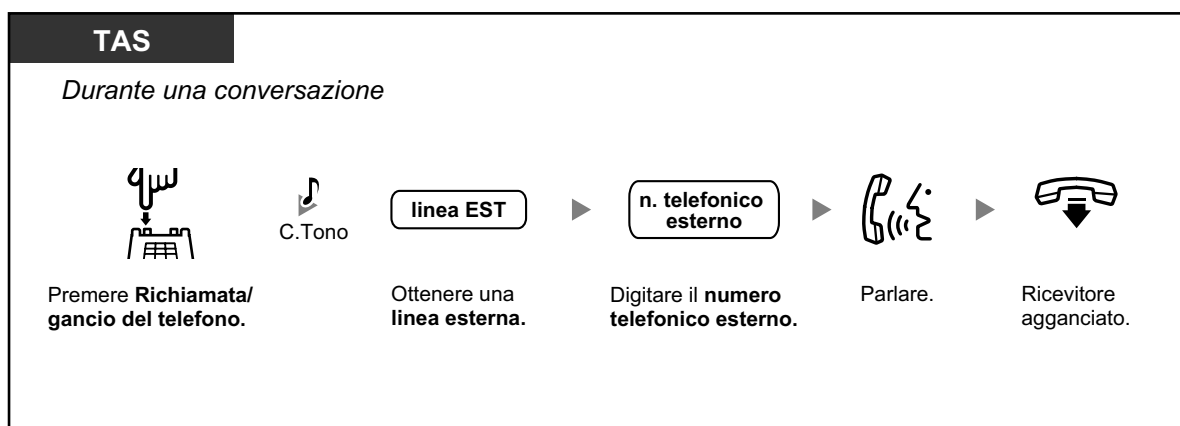 TAS
Durante una conversazione
C.Tono
linea EST
n. telefonico
esterno
Premere Richiamata/
gancio del telefono.
Ottenere una
linea esterna.
Digitare il numero
telefonico esterno.
Parlare.
Ricevitore
agganciato.